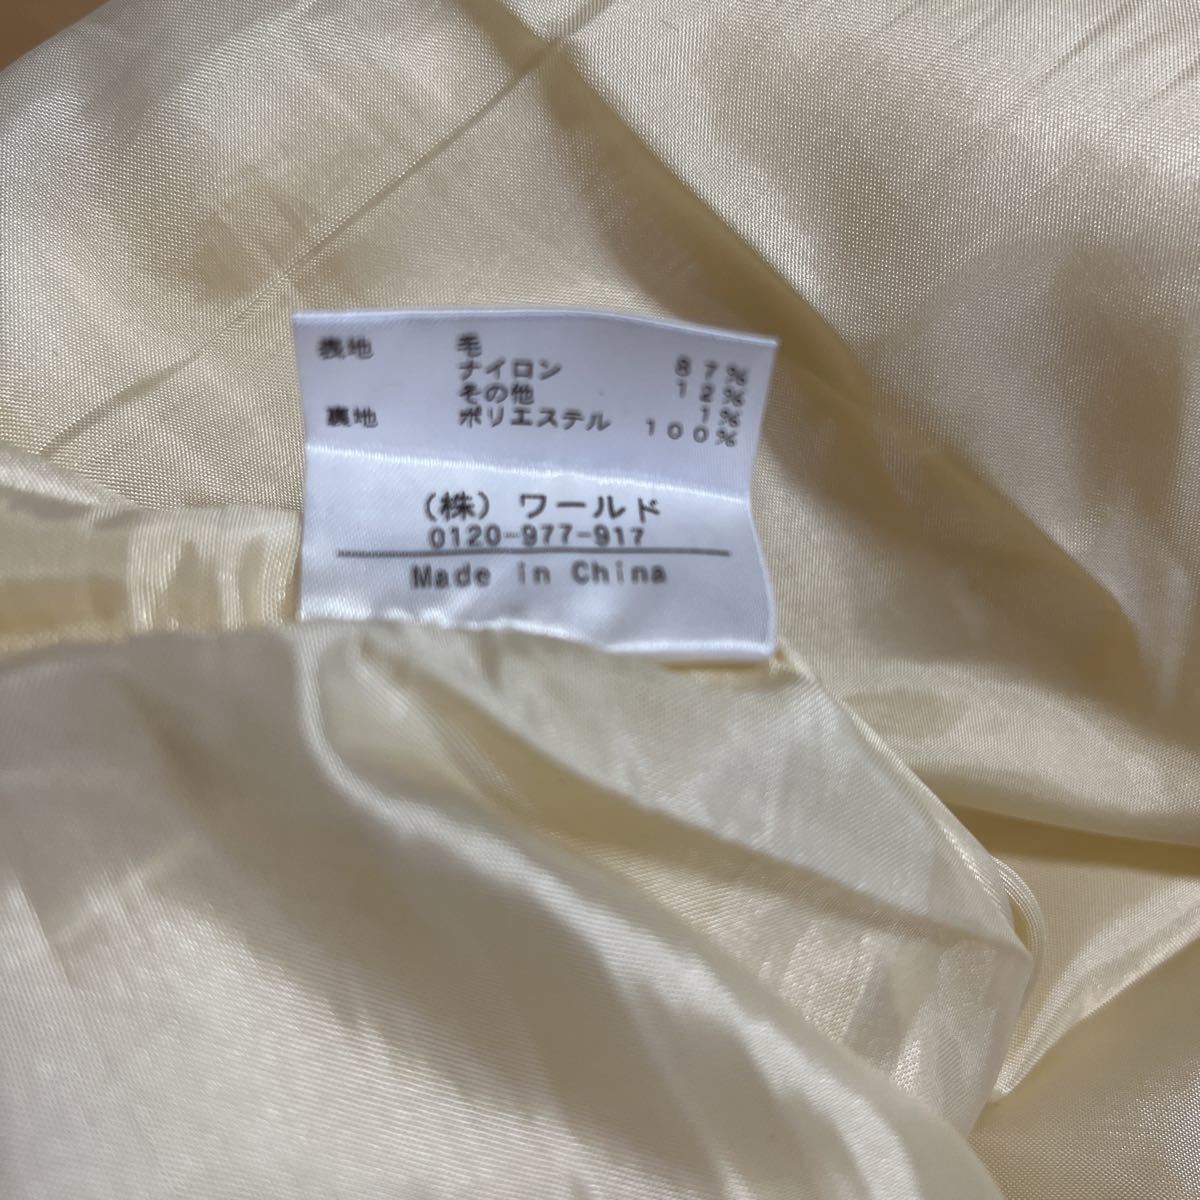 表地 毛 87%
ナイロン 12%
その他 1%
裏地 ポリエステル 100%
(株) ワールド
0120-977-917
Made in China